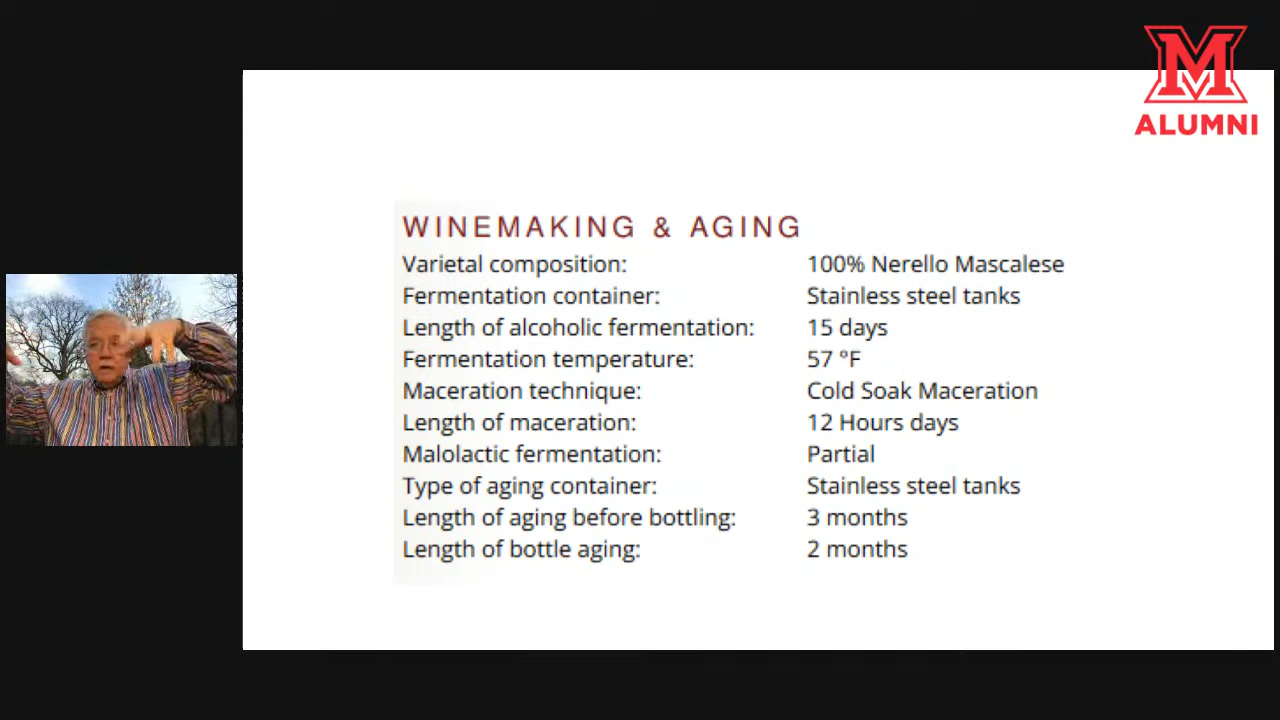 M
ALUMNI
WINEMAKING & AGING
Varietal composition: 100% Nerello Mascalese
Fermentation container: Stainless steel tanks
Length of alcoholic fermentation: 15 days
Fermentation temperature: 57 ºF
Maceration technique: Cold Soak Maceration
Length of maceration: 12 Hours days
Malolactic fermentation: Partial
Type of aging container: Stainless steel tanks
Length of aging before bottling: 3 months
Length of bottle aging: 2 months